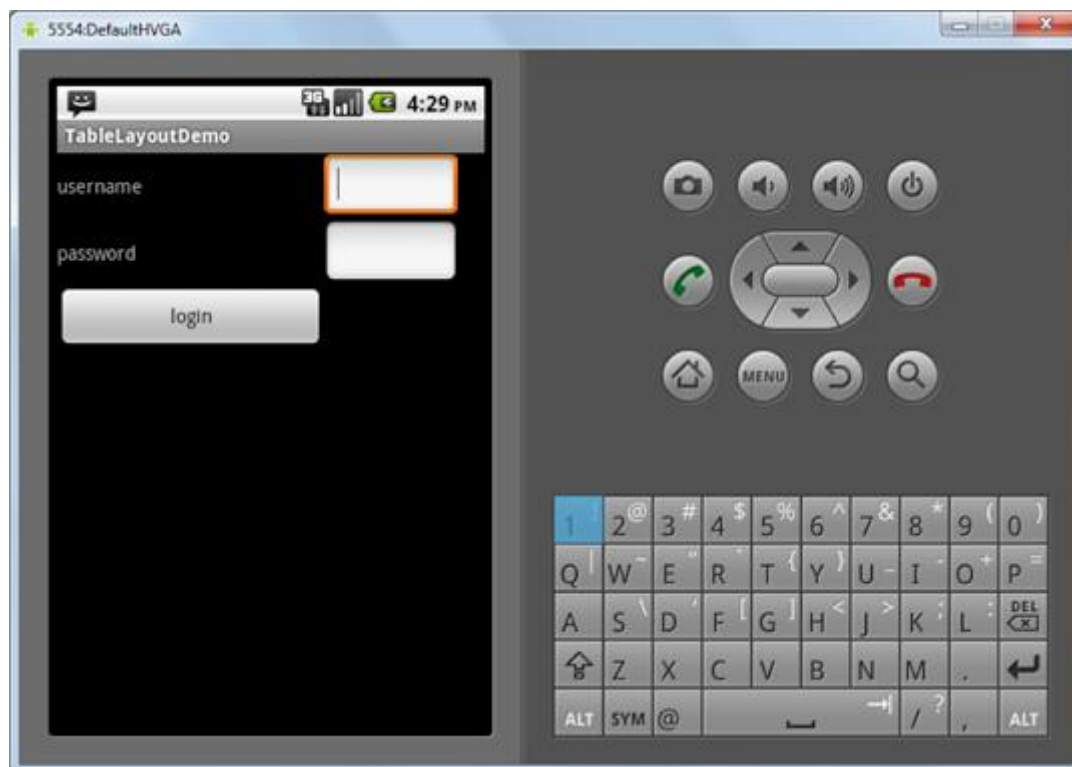 5554:DefaultHVGA
3G 4:29 PM
TableLayoutDemo
username
password
login
MENU
1 ! 2 @ 3 # 4 $ 5 % 6 ^ 7 & 8 * 9 ( 0 )
Q | W ~ E " R ` T { Y } U _ I - O + P =
A S \ D ' F [ G ] H < J > K ; L : DEL
Z X C V B N M .
ALT SYM @ / ? , ALT